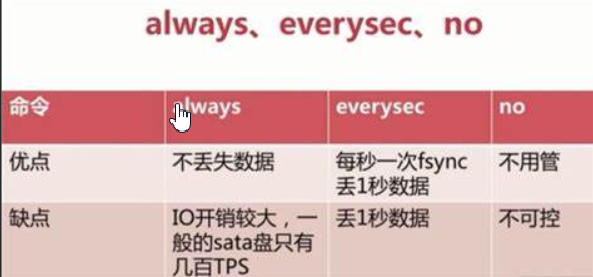 always、everysec、no
命令 always everysec no
优点 不丢失数据 每秒一次fsync 不用管
丢1秒数据
缺点 IO开销较大，一 丢1秒数据 不可控
般的sata盘只有
几百TPS